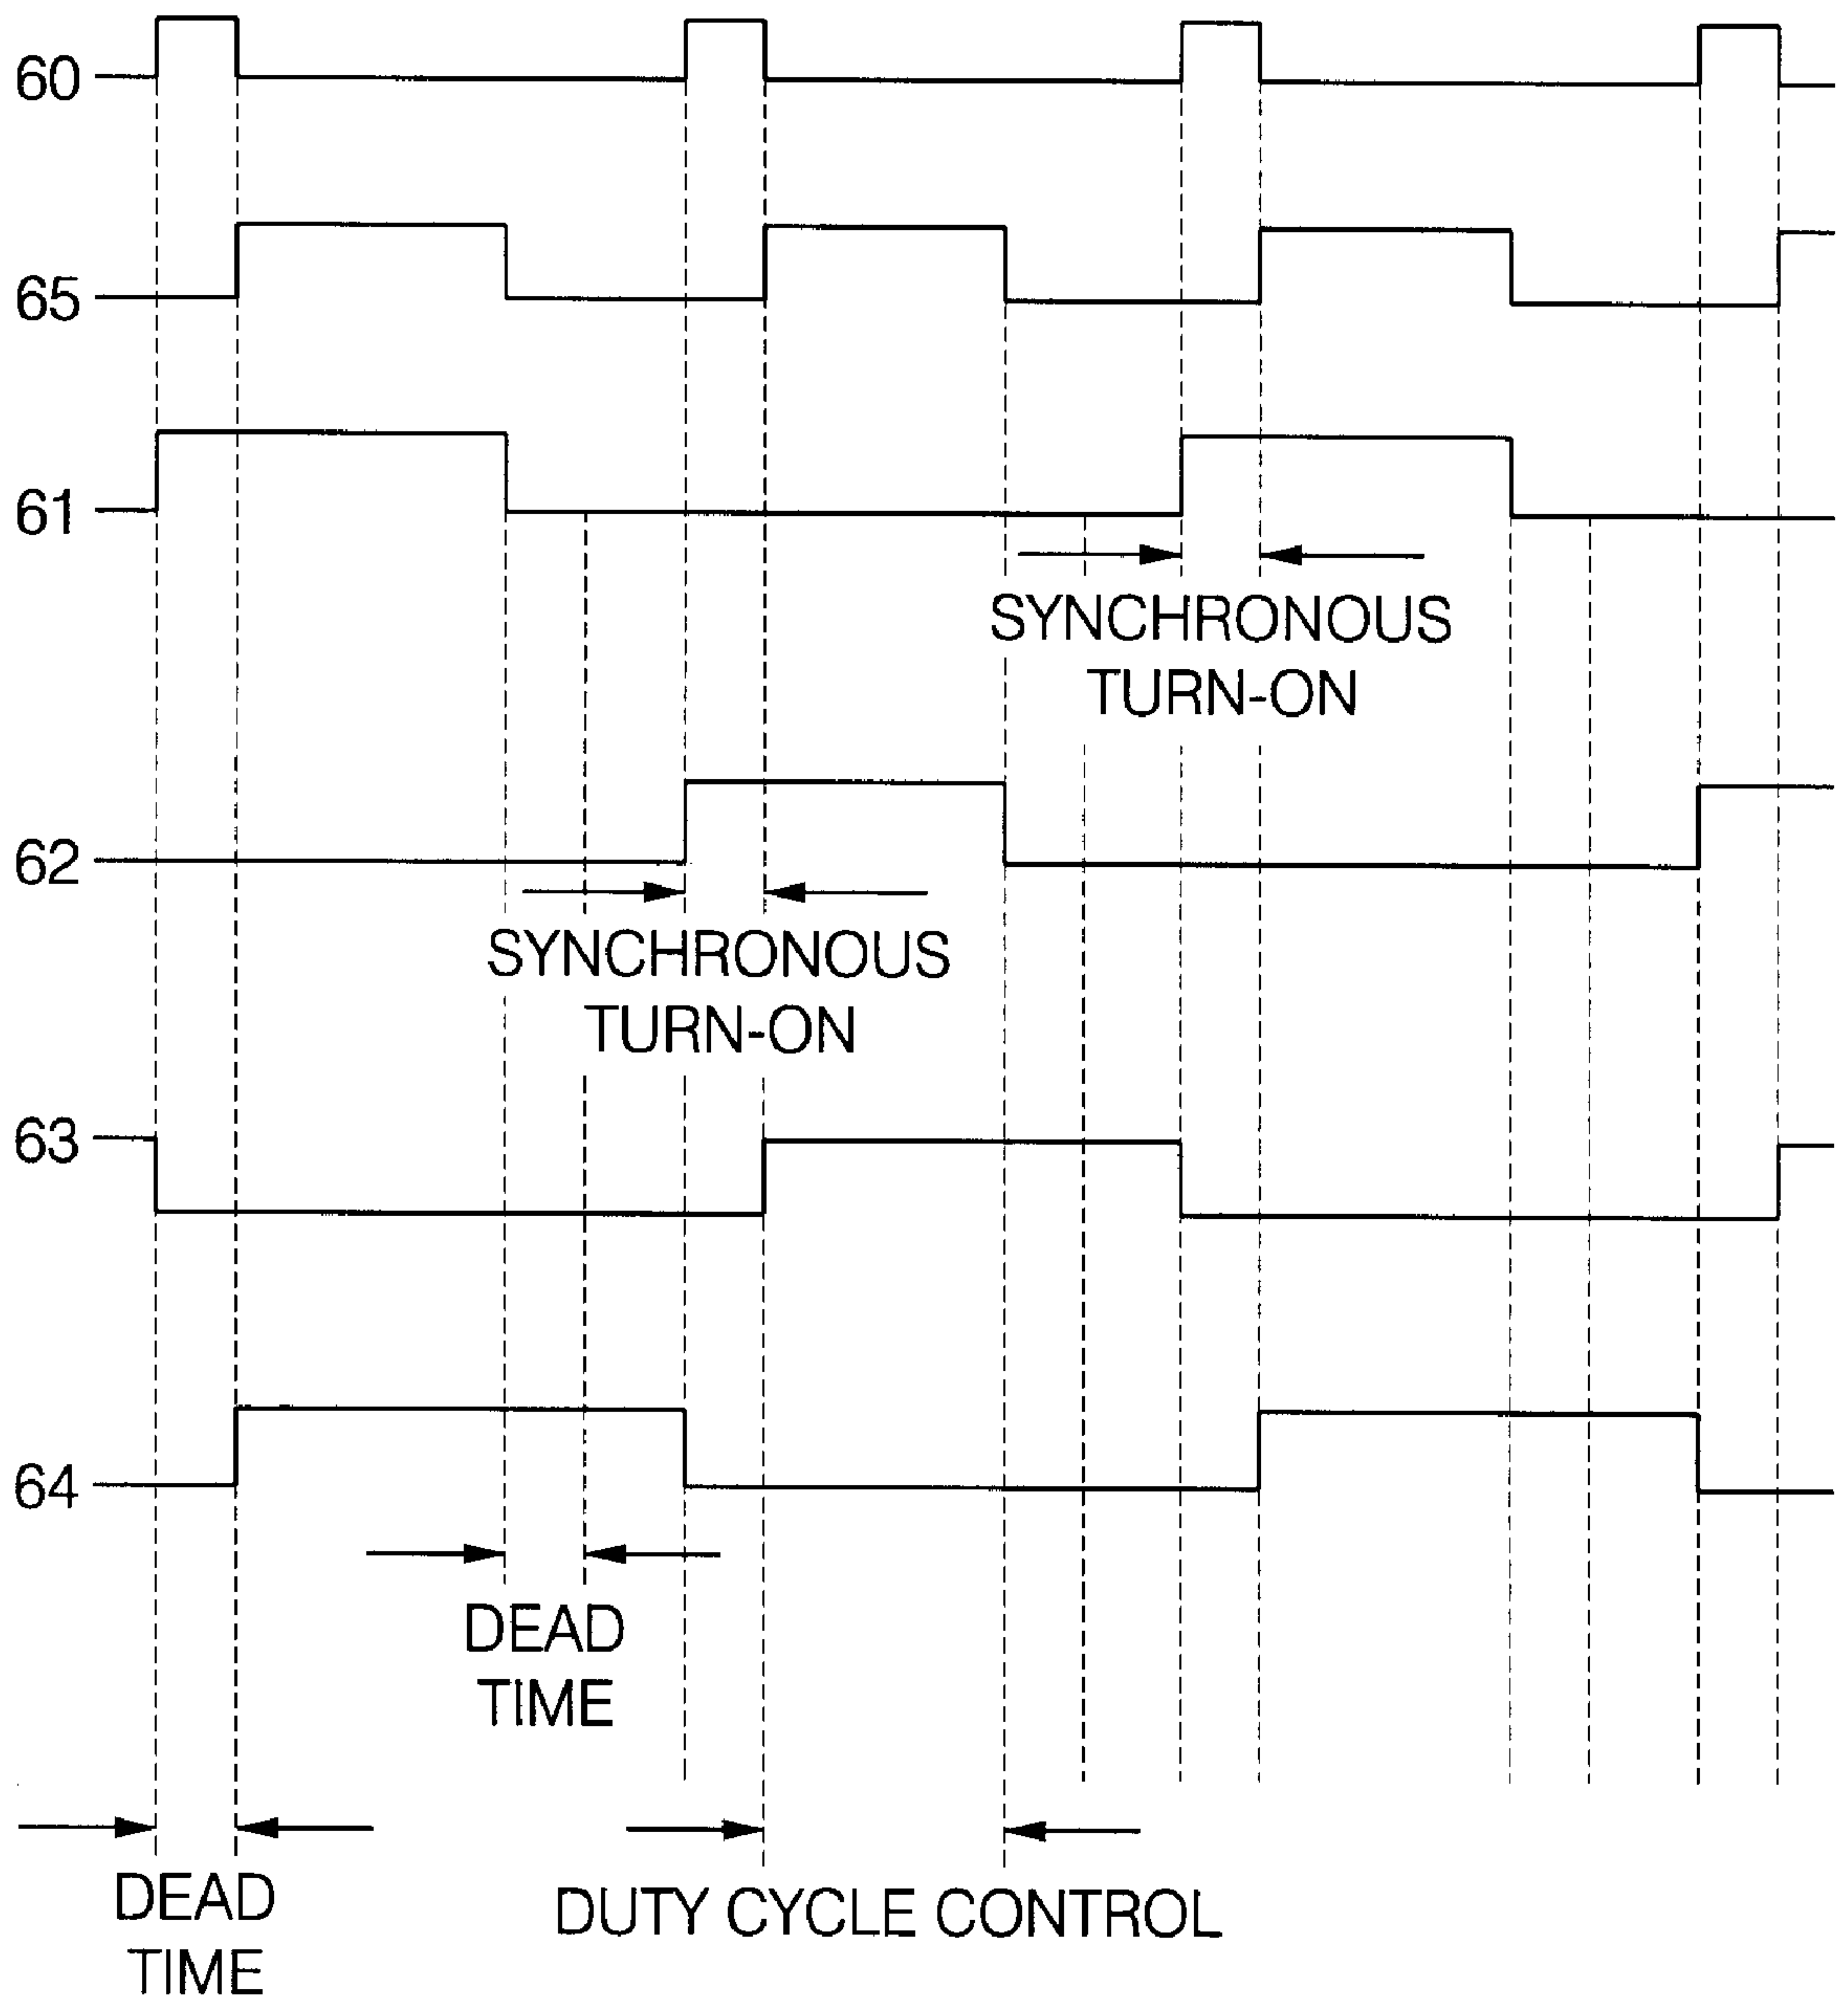 60
65
61
SYNCHRONOUS
TURN-ON
62
SYNCHRONOUS
TURN-ON
63
64
DEAD
TIME
DEAD
TIME
DUTY CYCLE CONTROL